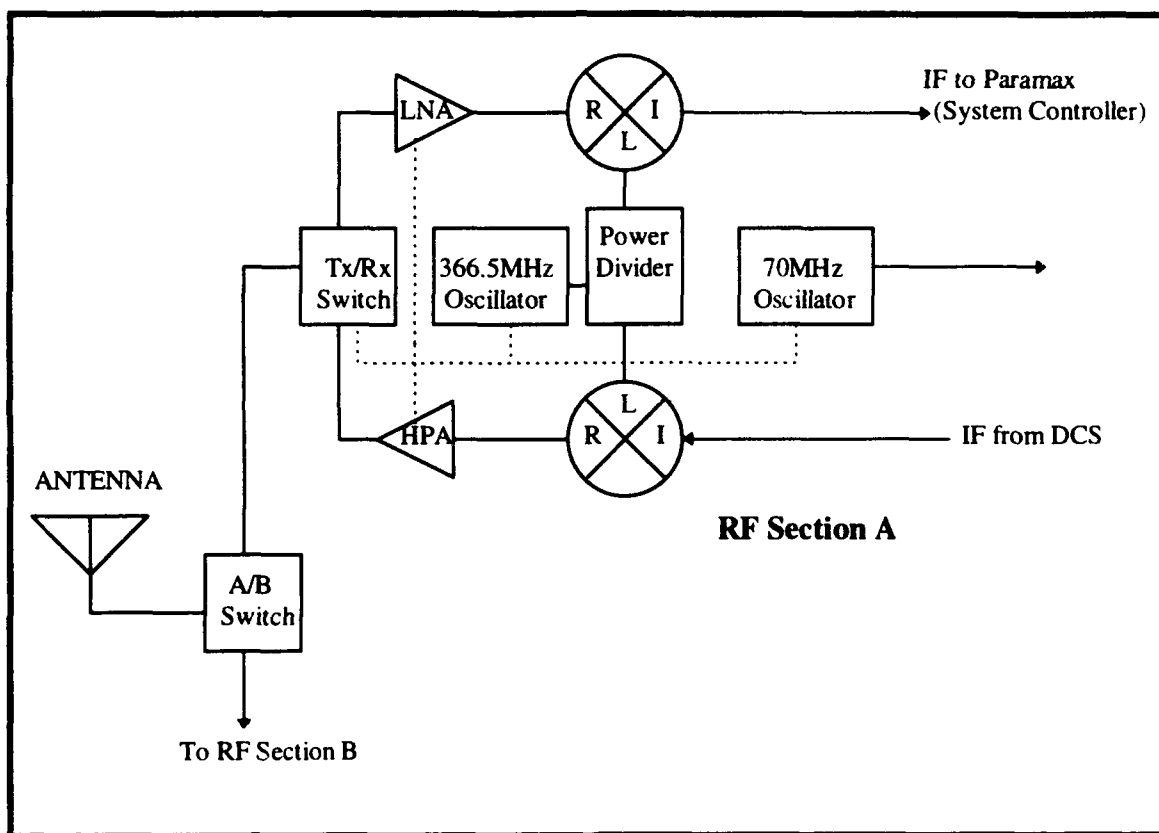 LNA
R I
L
IF to Paramax
(System Controller)
Tx/Rx
Switch
366.5MHz
Oscillator
Power
Divider
70MHz
Oscillator
HPA
L
R I
IF from DCS
RF Section A
ANTENNA
A/B
Switch
To RF Section B